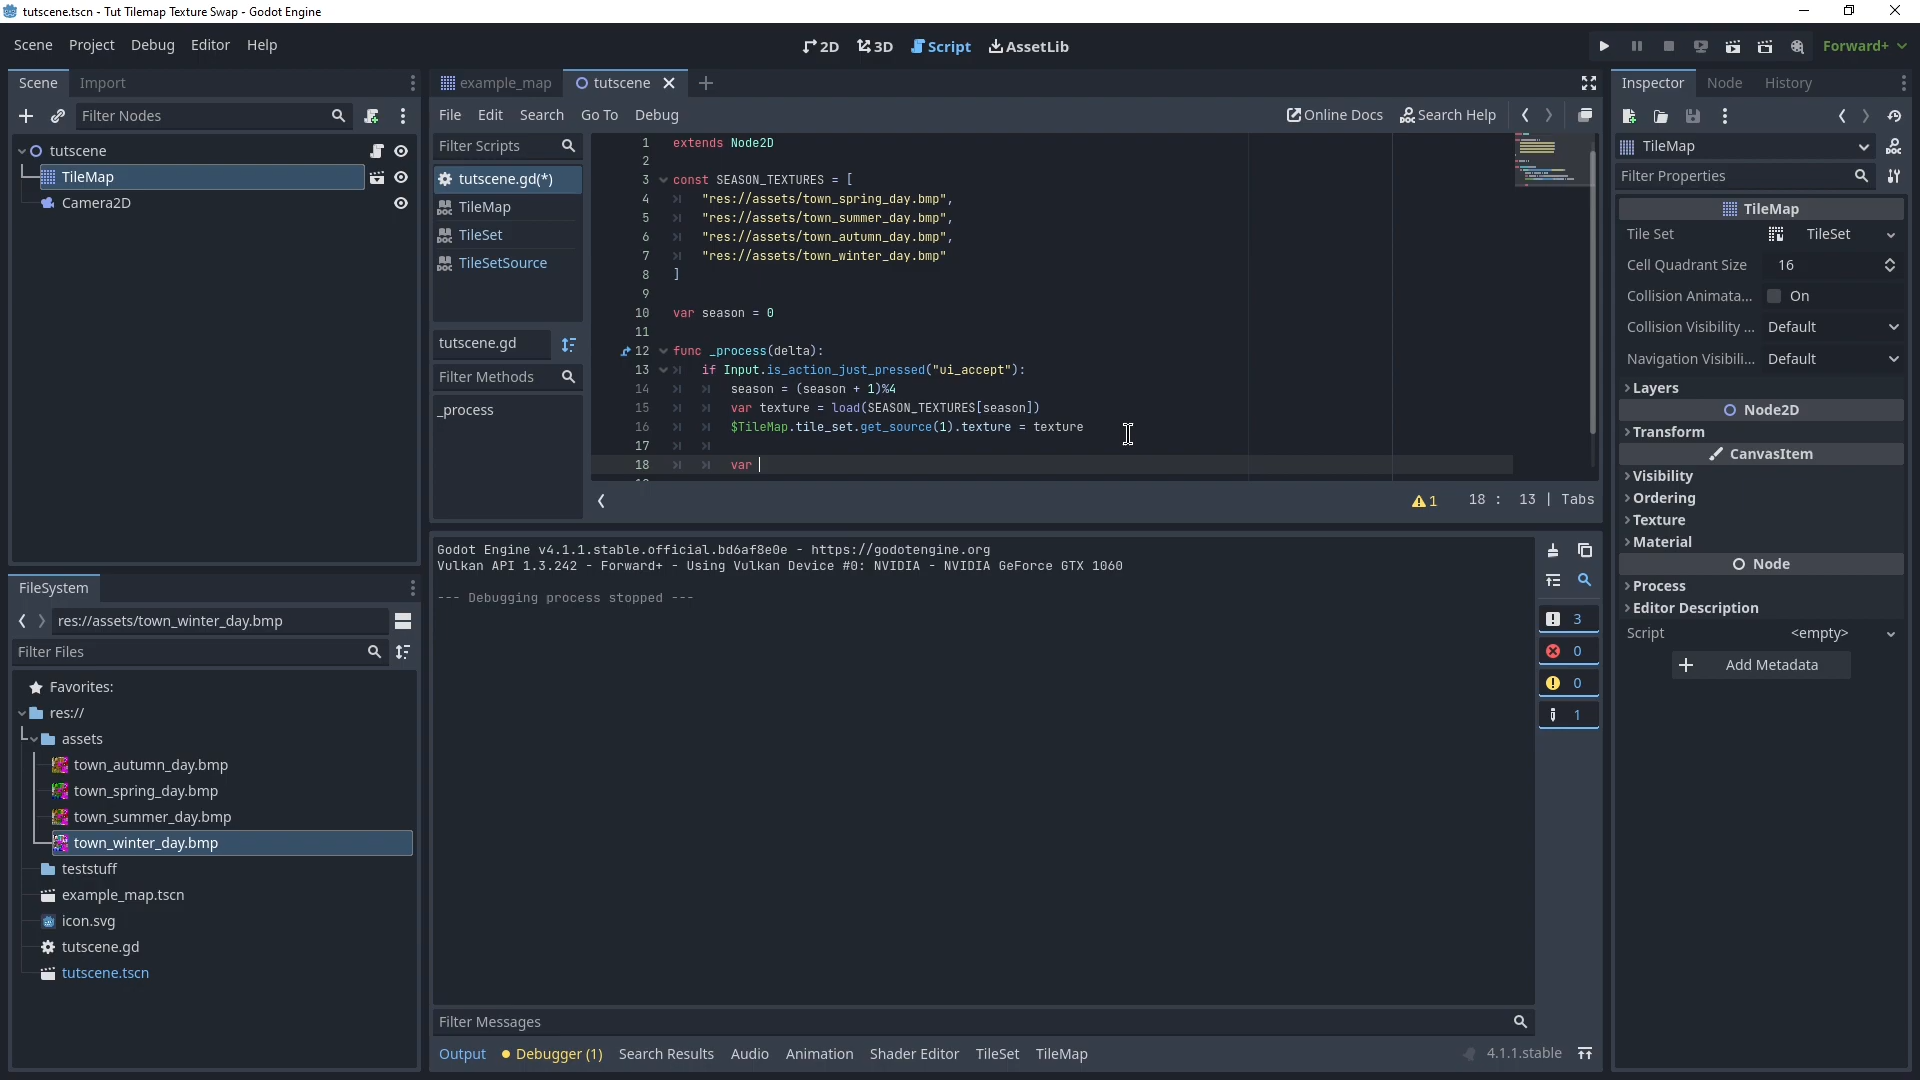 tutscene.tscn - Tut Tilemap Texture Swap - Godot Engine
Scene Project Debug Editor Help
2D 3D Script AssetLib
Forward+
Scene Import
Filter Nodes
tutscene
TileMap
Camera2D
FileSystem
res://assets/town_winter_day.bmp
Filter Files
Favorites:
res://
assets
town_autumn_day.bmp
town_spring_day.bmp
town_summer_day.bmp
town_winter_day.bmp
teststuff
example_map.tscn
icon.svg
tutscene.gd
tutscene.tscn
example_map tutscene
File Edit Search Go To Debug
Online Docs Search Help
Filter Scripts
tutscene.gd(*)
TileMap
TileSet
TileSetSource
tutscene.gd
Filter Methods
_process
1 extends Node2D
2
3 const SEASON_TEXTURES = [
4 "res://assets/town_spring_day.bmp",
5 "res://assets/town_summer_day.bmp",
6 "res://assets/town_autumn_day.bmp",
7 "res://assets/town_winter_day.bmp"
8 ]
9
10 var season = 0
11
12 func _process(delta):
13 if Input.is_action_just_pressed("ui_accept"):
14 season = (season + 1)%4
15 var texture = load(SEASON_TEXTURES[season])
16 $TileMap.tile_set.get_source(1).texture = texture
17
18 var
1 18 : 13 | Tabs
Godot Engine v4.1.1.stable.official.bd6af8e0e - https://godotengine.org
Vulkan API 1.3.242 - Forward+ - Using Vulkan Device #0: NVIDIA - NVIDIA GeForce GTX 1060
--- Debugging process stopped ---
3
0
0
1
Filter Messages
Output Debugger (1) Search Results Audio Animation Shader Editor TileSet TileMap
4.1.1.stable
Inspector Node History
TileMap
Filter Properties
TileMap
Tile Set TileSet
Cell Quadrant Size 16
Collision Animata... On
Collision Visibility ... Default
Navigation Visibili... Default
Layers
Node2D
Transform
CanvasItem
Visibility
Ordering
Texture
Material
Node
Process
Editor Description
Script <empty>
Add Metadata